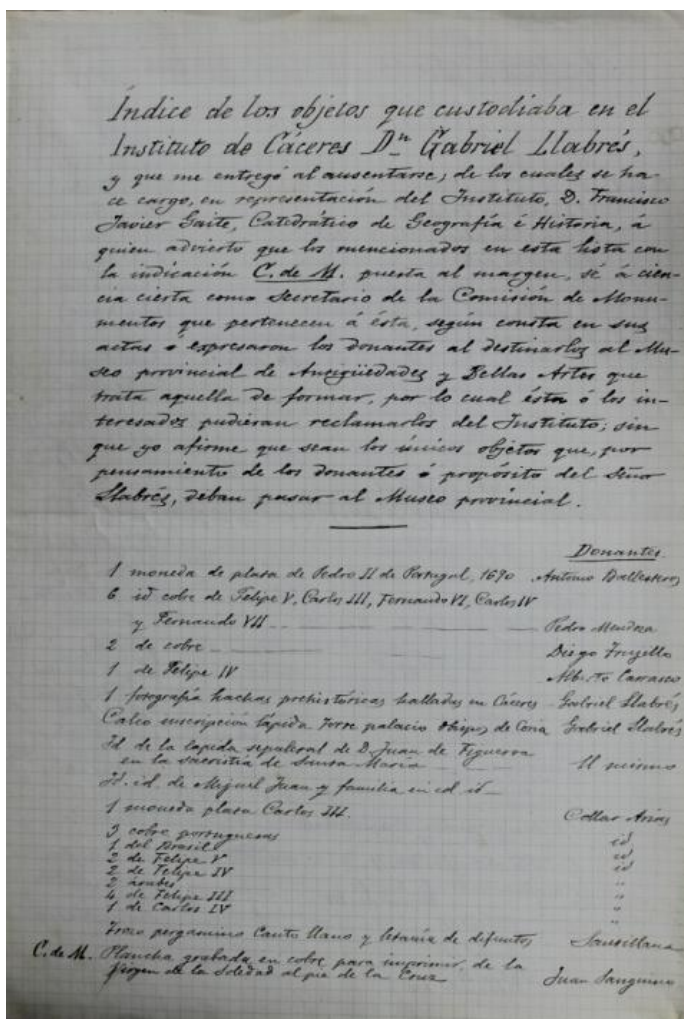 Índice de los objetos que custodiaba en el
Instituto de Cáceres Dn Gabriel Llabrés,
y que me entregó al ausentarse, de los cuales se ha-
ce cargo, en representación del Instituto, D. Francisco
Javier Gaite, Catedrático de Geografía é Historia, á
quien advierto que los mencionados en esta lista con
la indicación C. de M. puesta al margen, sé á cien-
cia cierta como Secretario de la Comisión de Monu-
mentos que pertenecen á ésta, según consta en sus
actas ó expresaron los donantes al destinarlos al Mu-
seo provincial de Antigüedades y Bellas Artes que
trata aquella de formar, por lo cual ésta ó los in-
teresados pudieran reclamarlos del Instituto; sin
que yo afirme que sean los únicos objetos que, por
pensamiento de los donantes ó propósito del Señor
Llabrés, deban pasar al Museo provincial.
Donantes
1 moneda de plata de Pedro II de Portugal, 1690 Antonio Ballesteros
6 id cobre de Felipe V, Carlos III, Fernando VI, Carlos IV
y Fernando VII Pedro Mendoza
2 de cobre Diego Trujillo
1 de Felipe IV Alberto Carrasco
1 fotografía hachas prehistóricas halladas en Cáceres Gabriel Llabrés
Calco inscripción lápida Torre palacio Obispos de Coria Gabriel Llabrés
Id de la lápida sepulcral de D. Juan de Figueroa
en la sacristía de Santa María El mismo
Id. id. de Miguel Juan y familia en id id
1 moneda plata Carlos III. Collar Arias
3 cobre portuguesas id
1 del Brasil id
2 de Felipe V id
2 de Felipe IV "
2 árabes "
4 de Felipe III "
1 de Carlos IV "
Trozo pergamino Canto llano y letanía de difuntos Santillana
C. de M. Plancha grabada en cobre para imprimir, de la
Virgen de la Soledad al pie de la Cruz Juan Sanguino